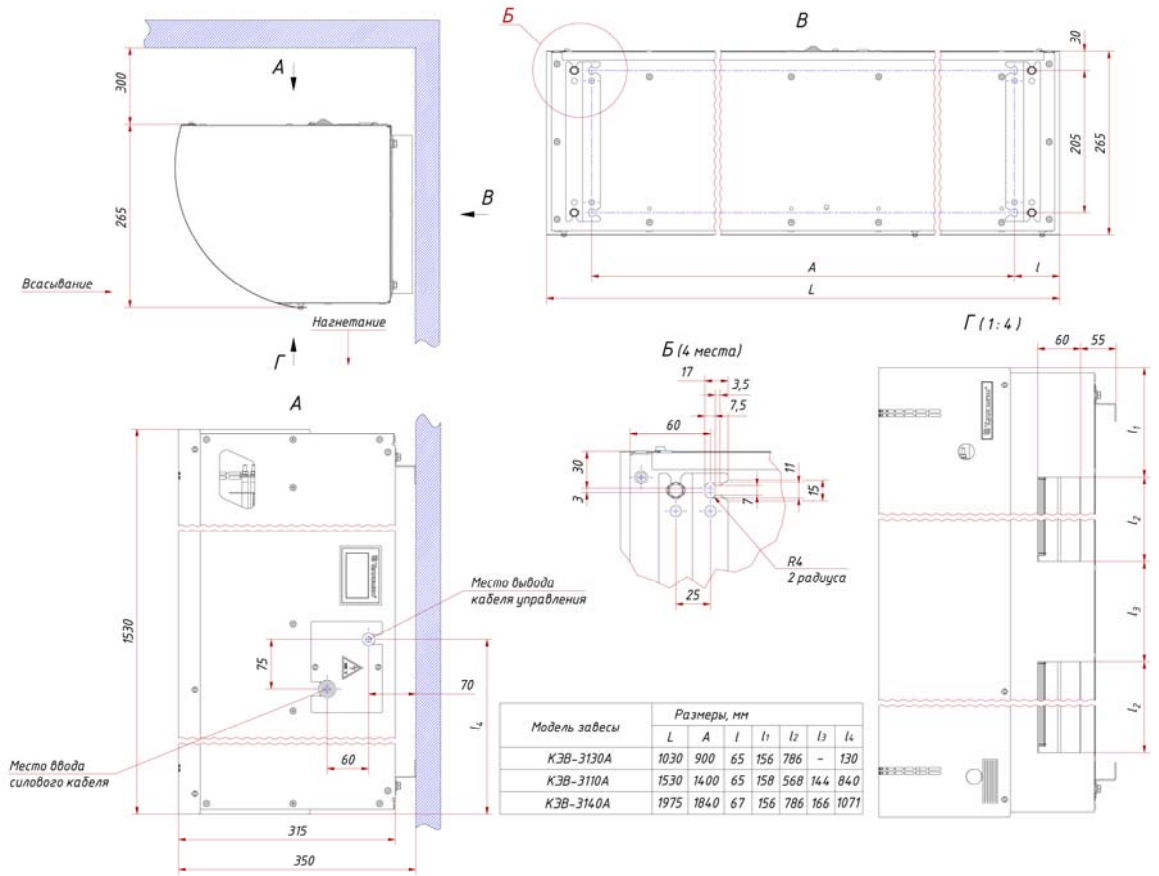 А
300
265
В
Всасывание
Нагнетание
Г
Б
В
30
205
265
А
l
L
А
1530
75
70
60
l₄
315
350
Место вывода
кабеля управления
Место ввода
силового кабеля
Б (4 места)
17
3,5
7,5
60
30
3
11
15
7
R4
2 радиуса
25
Г (1:4)
60
55
l₁
l₂
l₃
l₂
Модель завесы Размеры, мм
L A l l₁ l₂ l₃ l₄
КЭВ-3130А 1030 900 65 156 786 - 130
КЭВ-3110А 1530 1400 65 158 568 144 840
КЭВ-3140А 1975 1840 67 156 786 166 1071